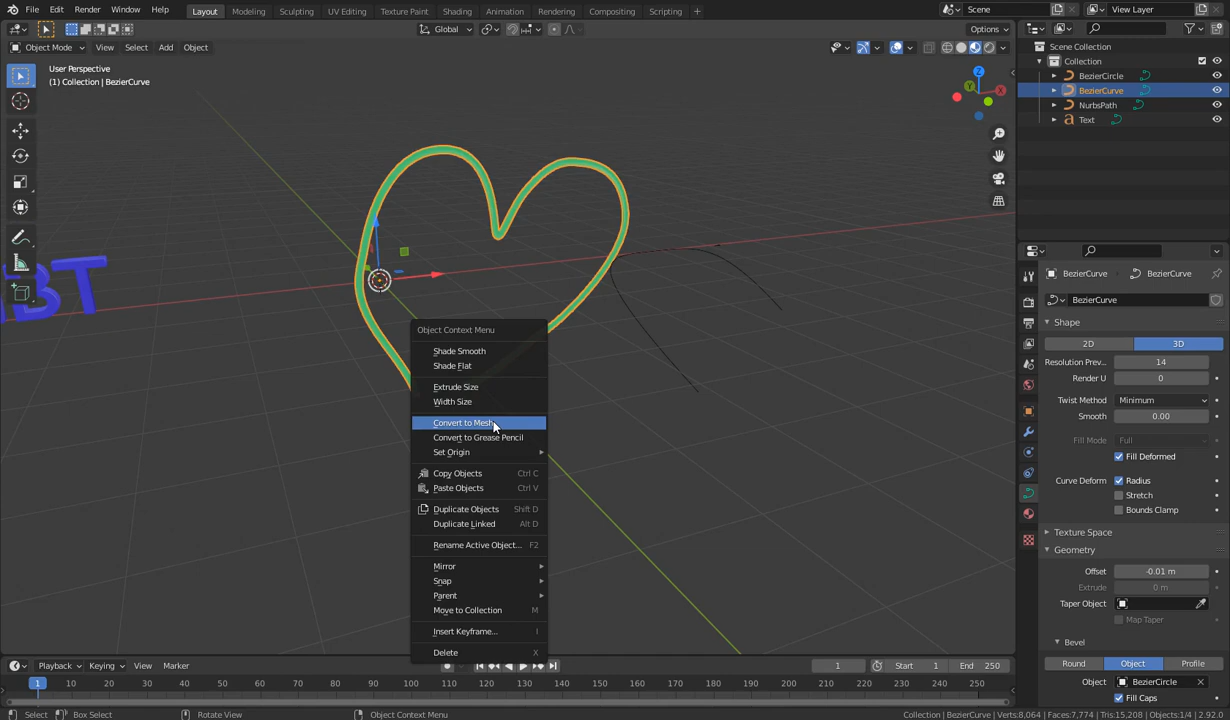 File Edit Render Window Help
Layout Modeling Sculpting UV Editing Texture Paint Shading Animation Rendering Compositing Scripting +
Scene
View Layer
Global
Options
Object Mode View Select Add Object
User Perspective
(1) Collection | BezierCurve
Z
Y
X
Object Context Menu
Shade Smooth
Shade Flat
Extrude Size
Width Size
Convert to Mesh
Convert to Grease Pencil
Set Origin
Copy Objects Ctrl C
Paste Objects Ctrl V
Duplicate Objects Shift D
Duplicate Linked Alt D
Rename Active Object... F2
Mirror
Snap
Parent
Move to Collection M
Insert Keyframe... I
Delete X
Scene Collection
Collection
BezierCircle
BezierCurve
NurbsPath
Text
BezierCurve BezierCurve
BezierCurve
Shape
2D 3D
Resolution Prev... 14
Render U 0
Twist Method Minimum
Smooth 0.00
Fill Mode Full
Fill Deformed
Curve Deform Radius
Stretch
Bounds Clamp
Texture Space
Geometry
Offset -0.01 m
Extrude 0 m
Taper Object
Map Taper
Bevel
Round Object Profile
Object BezierCircle
Fill Caps
Playback Keying View Marker
1 Start 1 End 250
1 10 20 30 40 50 60 70 80 90 100 110 120 130 140 150 160 170 180 190 200 210 220 230 240 250
Select Box Select Rotate View Object Context Menu
Collection | BezierCurve | Verts:8,064 | Faces:7,774 | Tris:15,208 | Objects:1/4 | 2.92.0